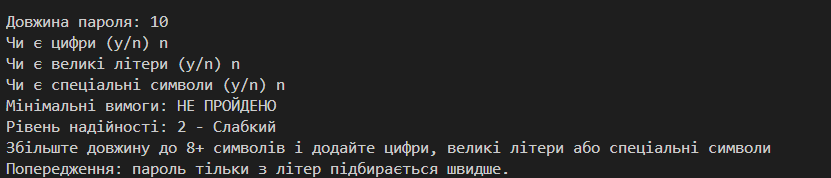 Довжина пароля: 10
Чи є цифри (y/n) n
Чи є великі літери (y/n) n
Чи є спеціальні символи (y/n) n
Мінімальні вимоги: НЕ ПРОЙДЕНО
Рівень надійності: 2 - Слабкий
Збільште довжину до 8+ символів і додайте цифри, великі літери або спеціальні символи
Попередження: пароль тільки з літер підбирається швидше.